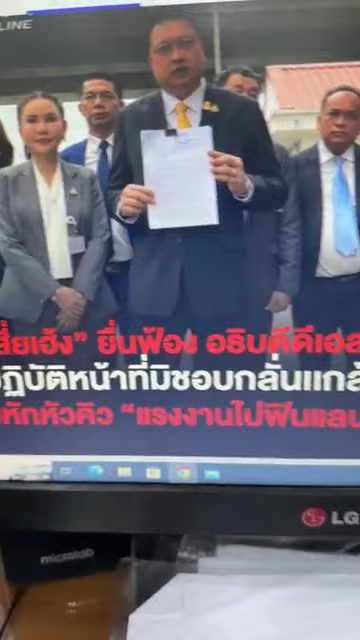 LINE
เสี่ยเฮ้ง” ยื่นฟ้อง อธิบดีดีเอส
ปฏิบัติหน้าที่มิชอบกลั่นแกล้
หักหัวคิว “แรงงานไปฟินแลน
LG
microlab